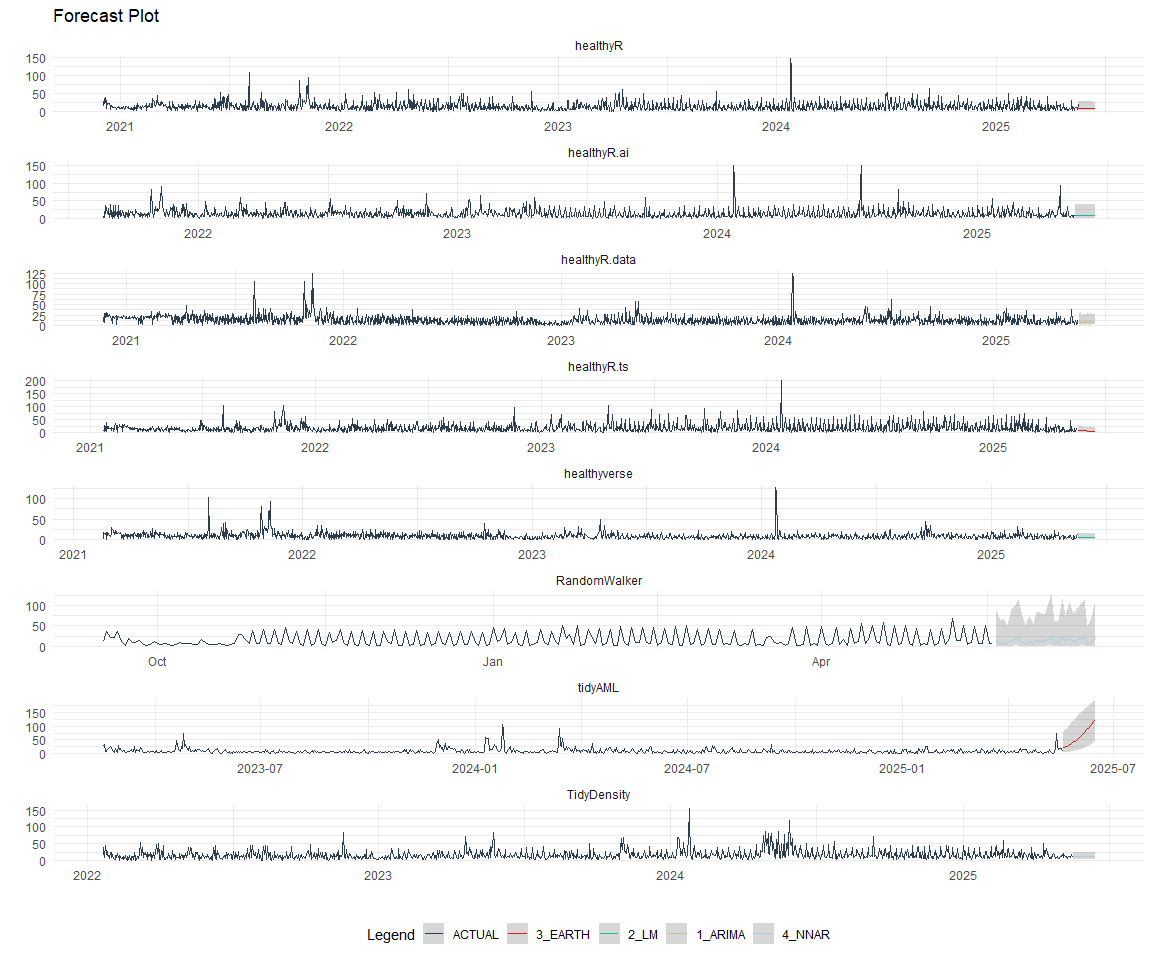 Forecast Plot
healthyR
150
100
50
0
2021 2022 2023 2024 2025
healthyR.ai
150
100
50
0
2022 2023 2024 2025
healthyR.data
125
100
75
50
25
0
2021 2022 2023 2024 2025
healthyR.ts
200
150
100
50
0
2021 2022 2023 2024 2025
healthyverse
100
50
0
2021 2022 2023 2024 2025
RandomWalker
100
50
0
Oct Jan Apr
tidyAML
150
100
50
0
2023-07 2024-01 2024-07 2025-01 2025-07
TidyDensity
150
100
50
0
2022 2023 2024 2025
Legend ACTUAL 3_EARTH 2_LM 1_ARIMA 4_NNAR